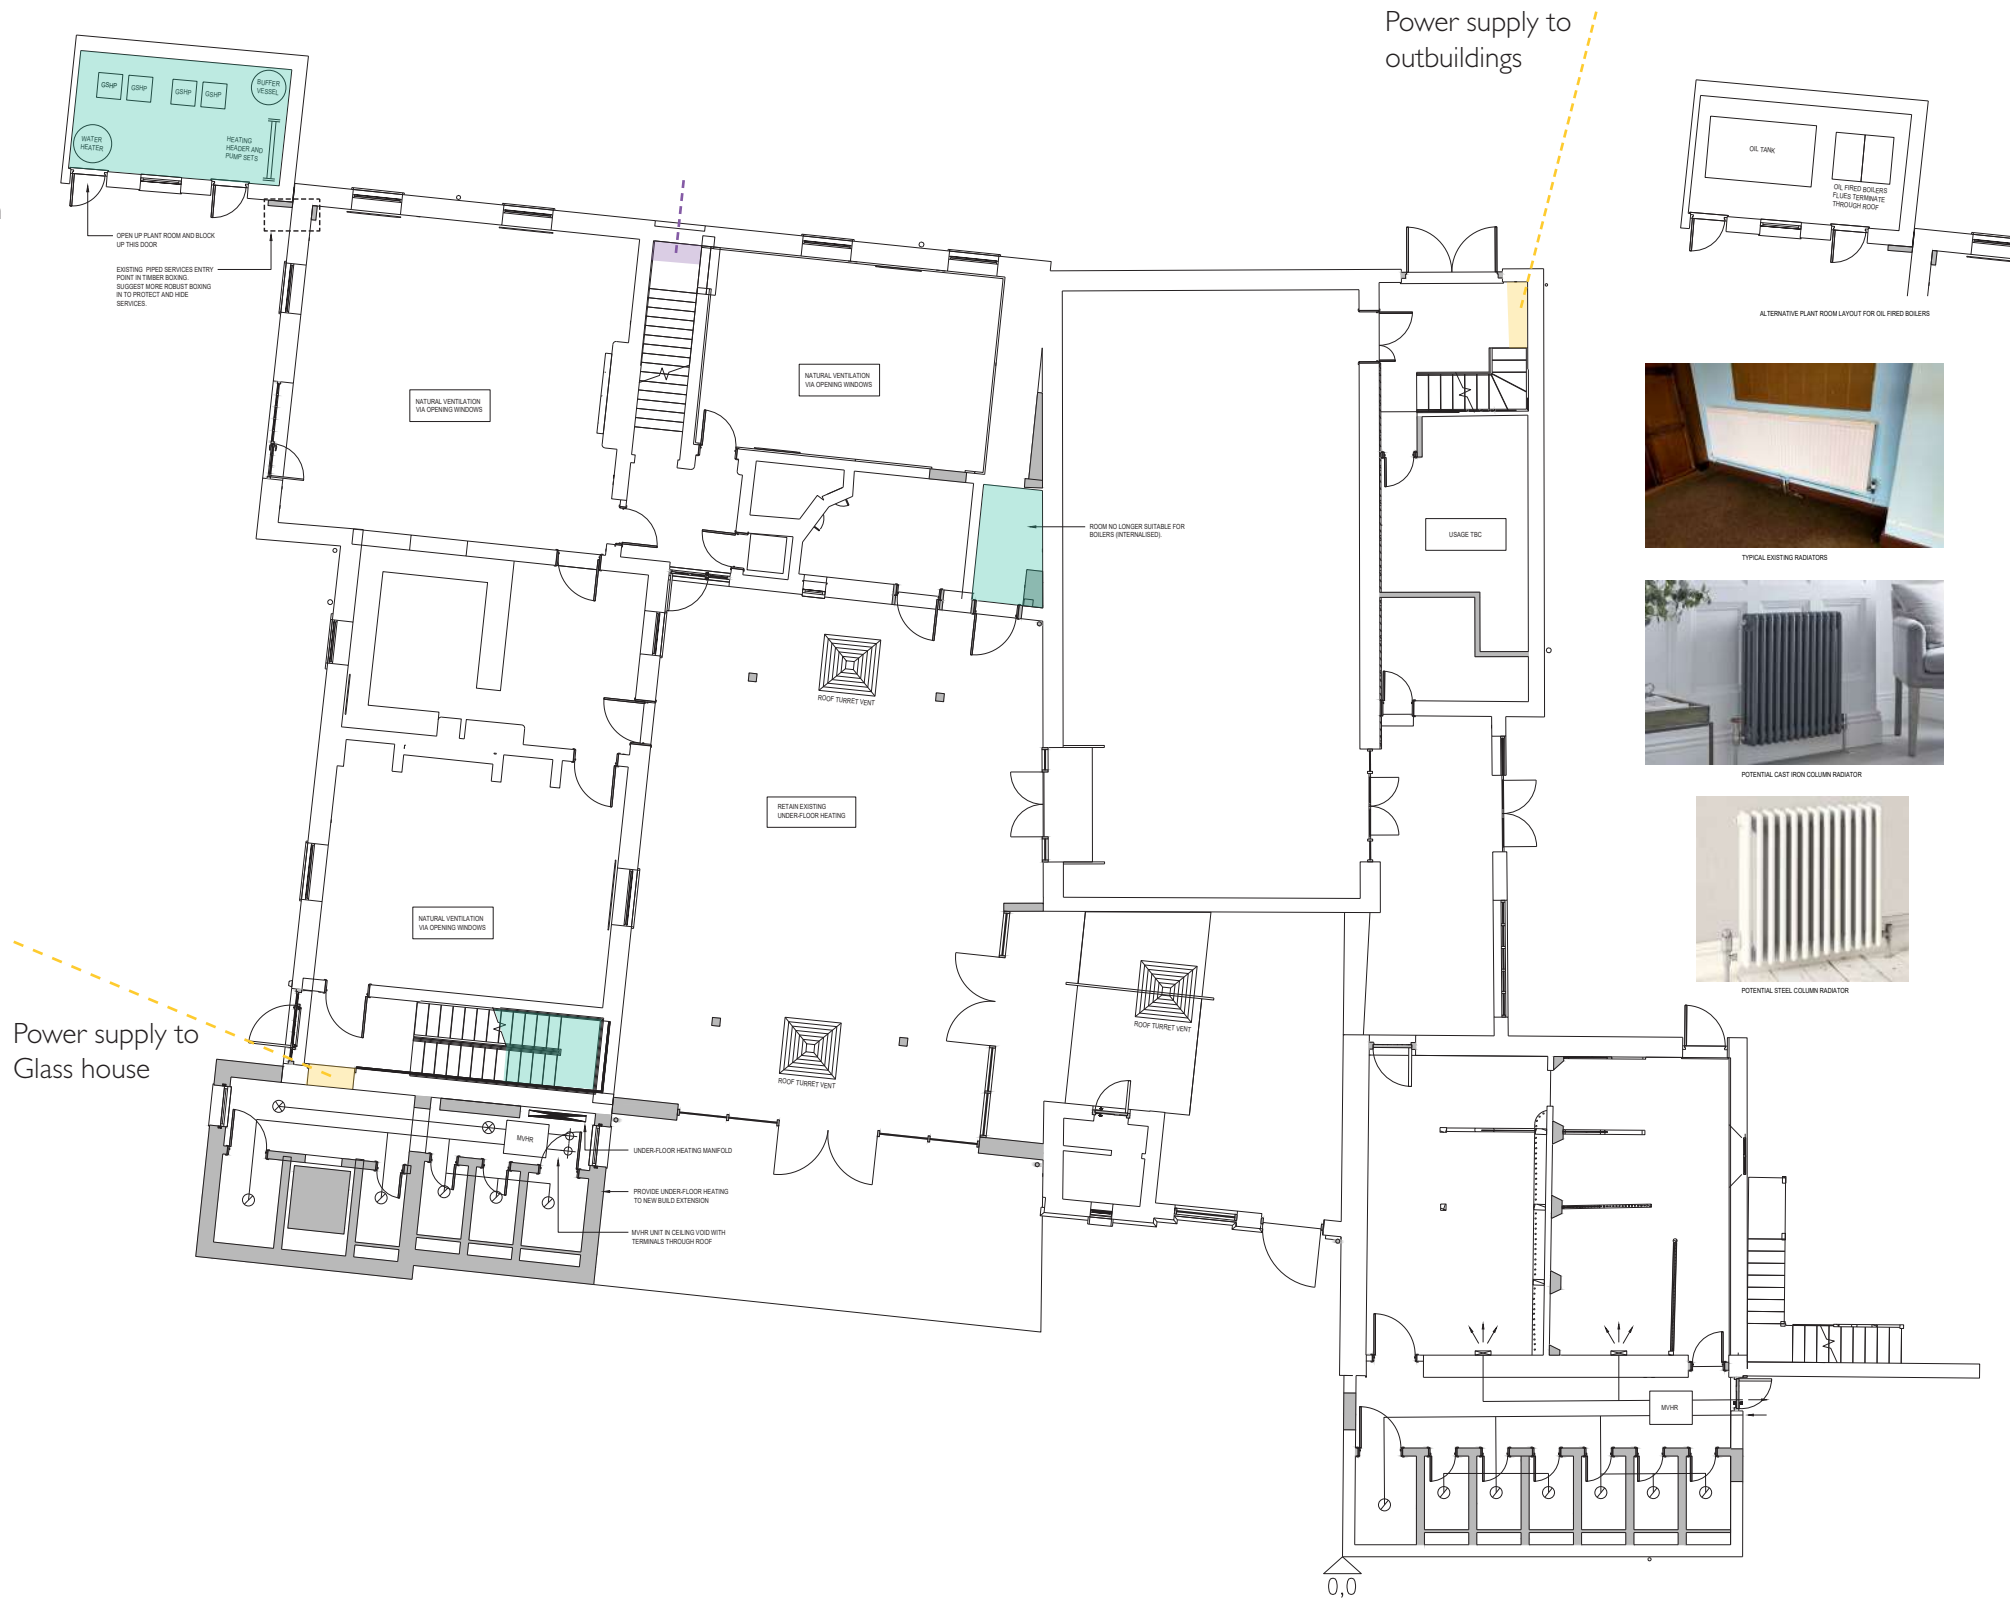 Power supply to
outbuildings
GSHP
GSHP
GSHP
GSHP
BUFFER
VESSEL
WATER
HEATER
HEATING
HEADER AND
PUMP SETS
OPEN UP PLANT ROOM AND BLOCK
UP THIS DOOR
EXISTING PIPED SERVICES ENTRY
POINT IN TIMBER BOXING.
SUGGEST MORE ROBUST BOXING
IN TO PROTECT AND HIDE
SERVICES.
OIL TANK
OIL FIRED BOILERS
FLUES TERMINATE
THROUGH ROOF
ALTERNATIVE PLANT ROOM LAYOUT FOR OIL FIRED BOILERS
NATURAL VENTILATION
VIA OPENING WINDOWS
NATURAL VENTILATION
VIA OPENING WINDOWS
ROOM NO LONGER SUITABLE FOR
BOILERS (INTERNALISED).
USAGE TBC
TYPICAL EXISTING RADIATORS
ROOF TURRET VENT
POTENTIAL CAST IRON COLUMN RADIATOR
RETAIN EXISTING
UNDER-FLOOR HEATING
NATURAL VENTILATION
VIA OPENING WINDOWS
POTENTIAL STEEL COLUMN RADIATOR
ROOF TURRET VENT
Power supply to
Glass house
ROOF TURRET VENT
MVHR
UNDER-FLOOR HEATING MANIFOLD
PROVIDE UNDER-FLOOR HEATING
TO NEW BUILD EXTENSION
MVHR UNIT IN CEILING VOID WITH
TERMINALS THROUGH ROOF
MVHR
0,0